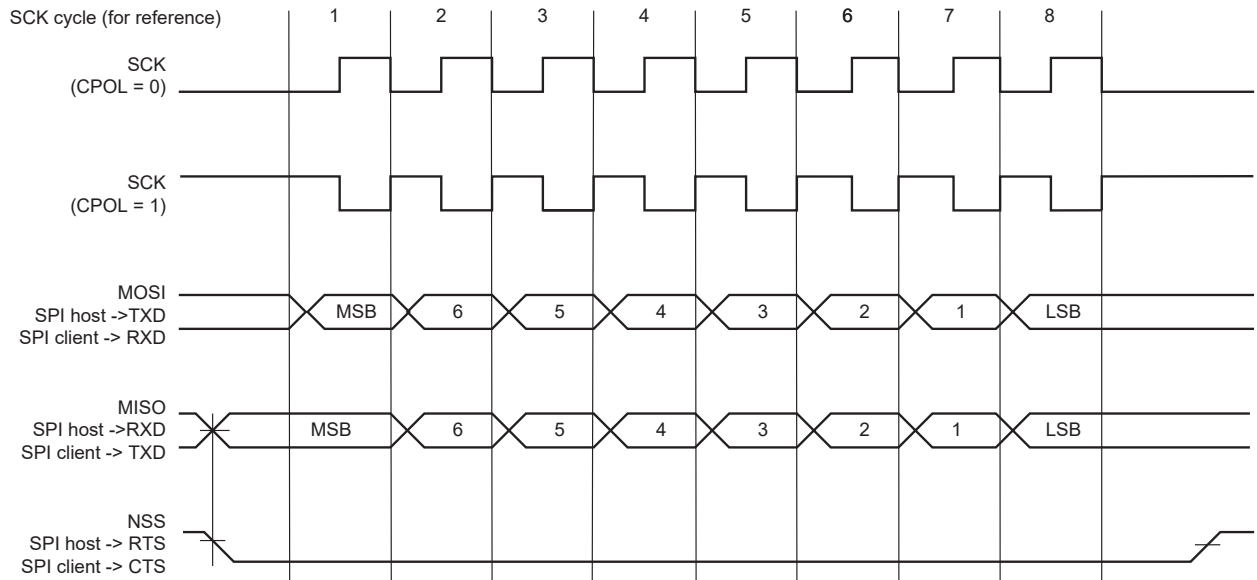 SCK cycle (for reference) 1 2 3 4 5 6 7 8
SCK
(CPOL = 0)
SCK
(CPOL = 1)
MOSI
SPI host ->TXD
SPI client -> RXD
MSB 6 5 4 3 2 1 LSB
MISO
SPI host ->RXD
SPI client -> TXD
MSB 6 5 4 3 2 1 LSB
NSS
SPI host -> RTS
SPI client -> CTS